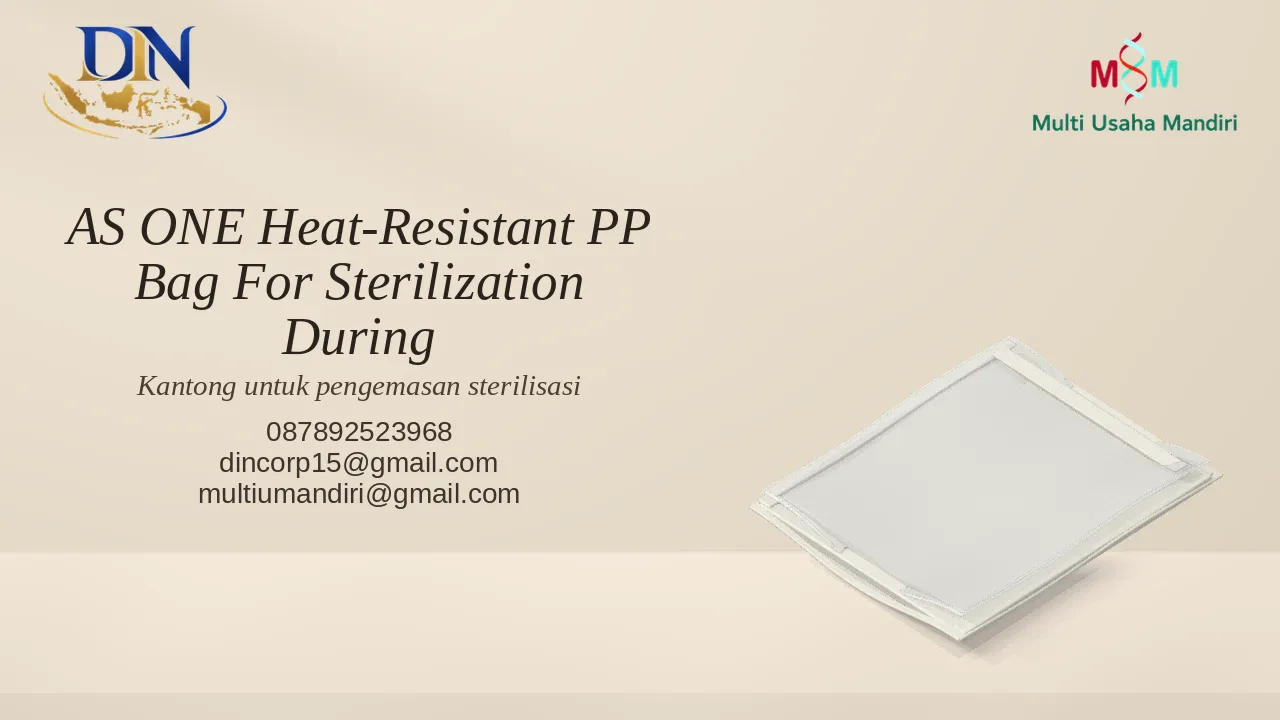 DIN
M M
Multi Usaha Mandiri
AS ONE Heat-Resistant PP
Bag For Sterilization
During
Kantong untuk pengemasan sterilisasi
087892523968
dincorp15@gmail.com
multiumandiri@gmail.com